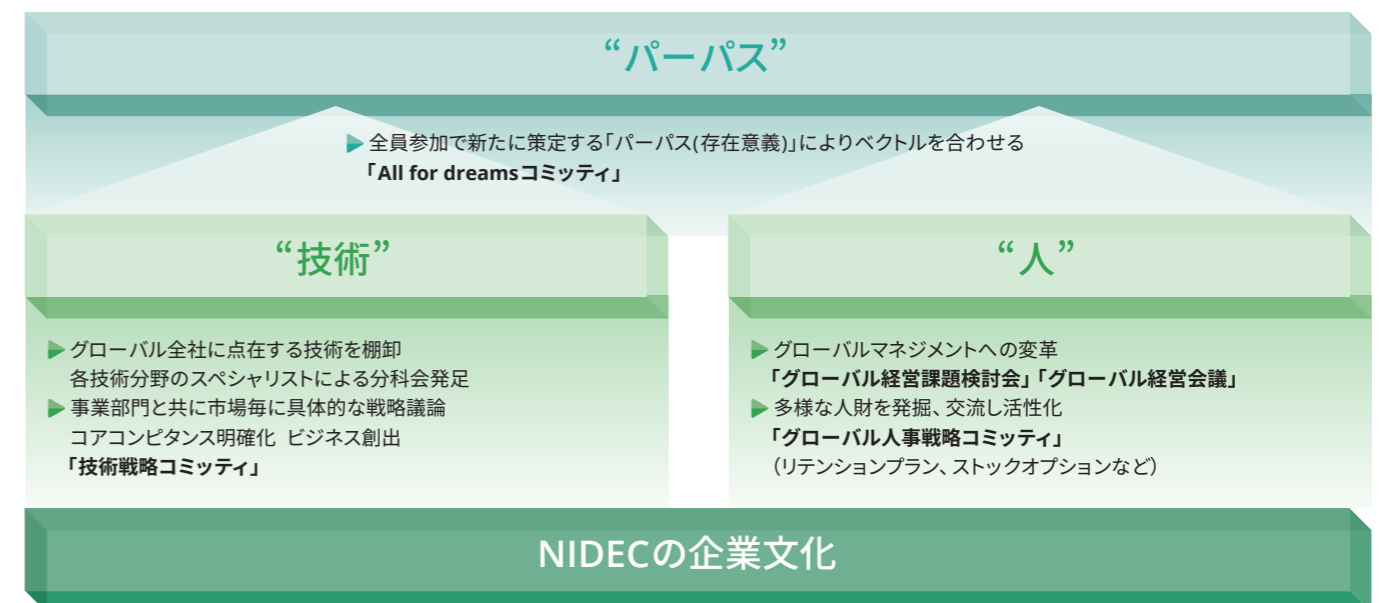 “パーパス”
全員参加で新たに策定する「パーパス(存在意義)」によりベクトルを合わせる
「All for dreamsコミッティ」
“技術”
グローバル全社に点在する技術を棚卸
各技術分野のスペシャリストによる分科会発足
事業部門と共に市場毎に具体的な戦略議論
コアコンピタンス明確化 ビジネス創出
「技術戦略コミッティ」
“人”
グローバルマネジメントへの変革
「グローバル経営課題検討会」「グローバル経営会議」
多様な人財を発掘、交流し活性化
「グローバル人事戦略コミッティ」
（リテンションプラン、ストックオプションなど）
NIDECの企業文化